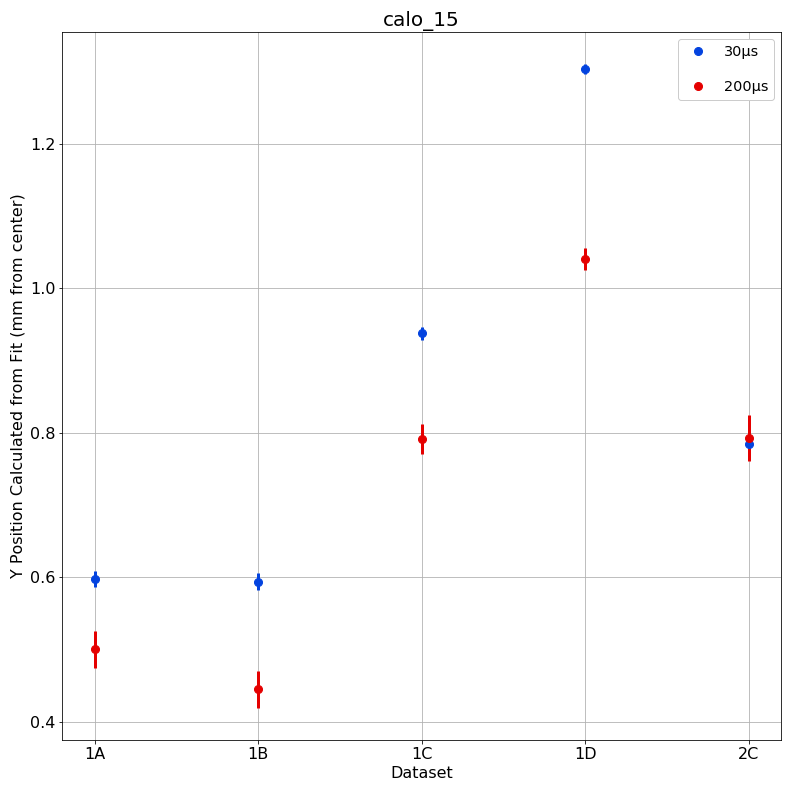 calo_15
30μs
200μs
Y Position Calculated from Fit (mm from center)
1.2
1.0
0.8
0.6
0.4
1A 1B 1C 1D 2C
Dataset